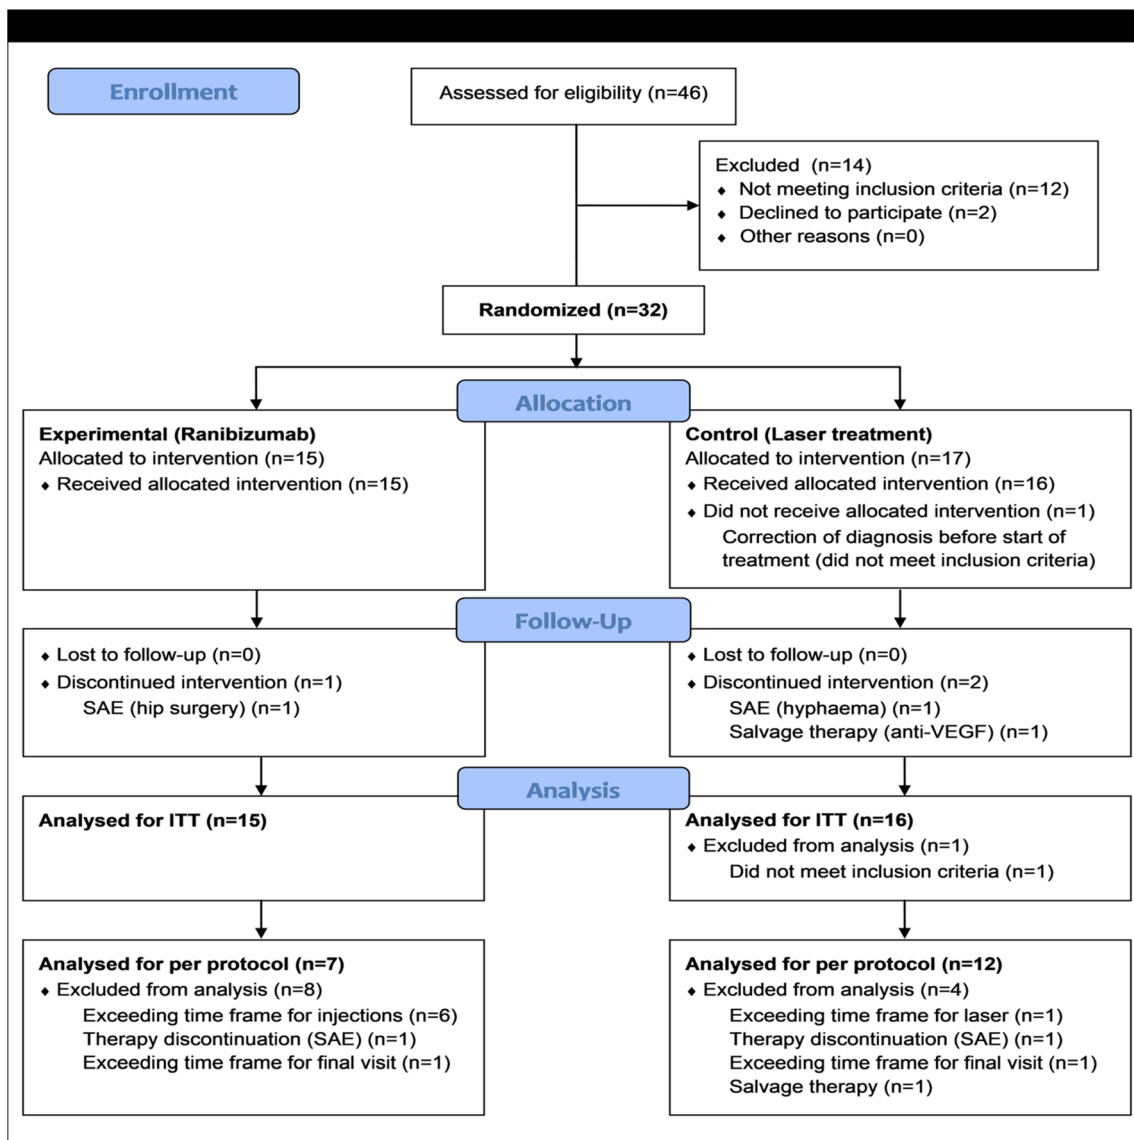 Enrollment
Assessed for eligibility (n=46)
Excluded (n=14)
♦ Not meeting inclusion criteria (n=12)
♦ Declined to participate (n=2)
♦ Other reasons (n=0)
Randomized (n=32)
Allocation
Experimental (Ranibizumab)
Allocated to intervention (n=15)
♦ Received allocated intervention (n=15)
Control (Laser treatment)
Allocated to intervention (n=17)
♦ Received allocated intervention (n=16)
♦ Did not receive allocated intervention (n=1)
Correction of diagnosis before start of
treatment (did not meet inclusion criteria)
Follow-Up
♦ Lost to follow-up (n=0)
♦ Discontinued intervention (n=1)
SAE (hip surgery) (n=1)
♦ Lost to follow-up (n=0)
♦ Discontinued intervention (n=2)
SAE (hyphaema) (n=1)
Salvage therapy (anti-VEGF) (n=1)
Analysis
Analysed for ITT (n=15)
Analysed for ITT (n=16)
♦ Excluded from analysis (n=1)
Did not meet inclusion criteria (n=1)
Analysed for per protocol (n=7)
♦ Excluded from analysis (n=8)
Exceeding time frame for injections (n=6)
Therapy discontinuation (SAE) (n=1)
Exceeding time frame for final visit (n=1)
Analysed for per protocol (n=12)
♦ Excluded from analysis (n=4)
Exceeding time frame for laser (n=1)
Therapy discontinuation (SAE) (n=1)
Exceeding time frame for final visit (n=1)
Salvage therapy (n=1)